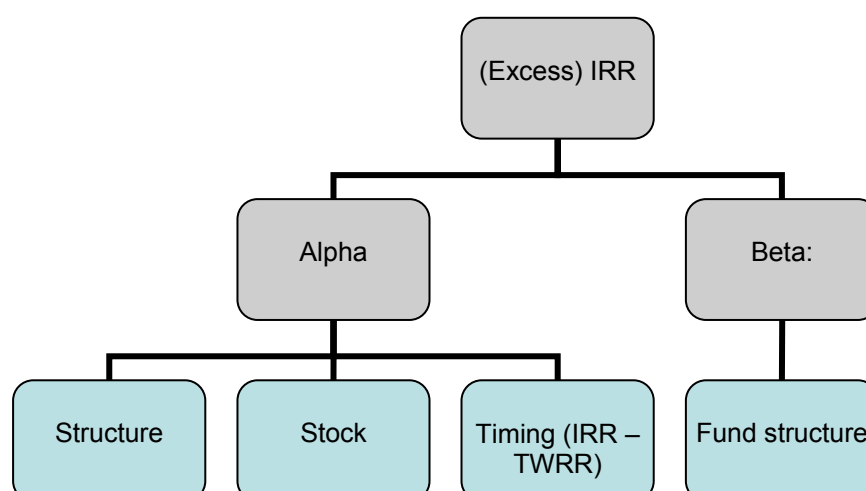 (Excess) IRR
Alpha
Beta:
Structure
Stock
Timing (IRR –
TWRR)
Fund structure